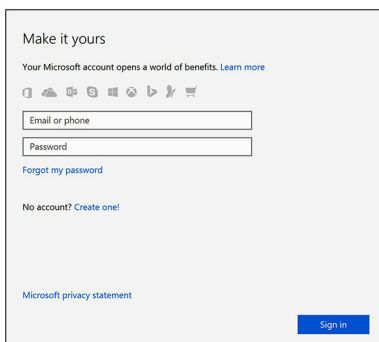 Make it yours
Your Microsoft account opens a world of benefits. Learn more
Email or phone
Password
Forgot my password
No account? Create one!
Microsoft privacy statement
Sign in